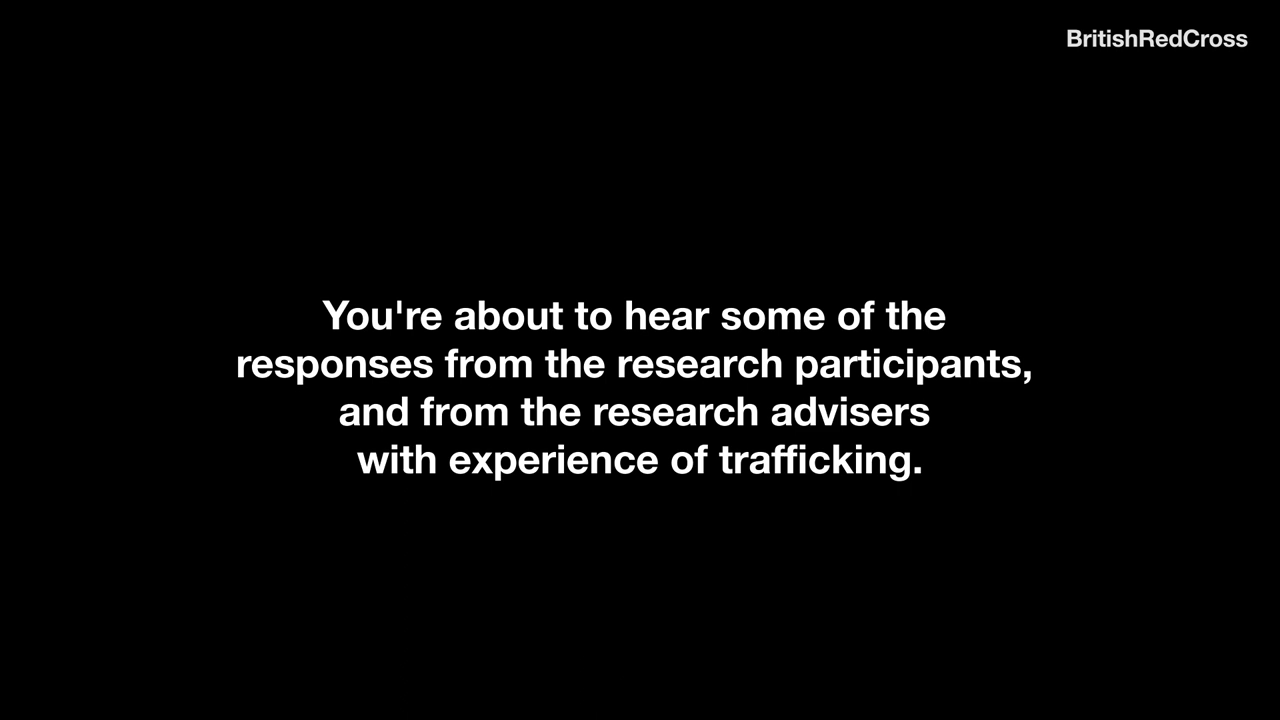 BritishRedCross
You're about to hear some of the
responses from the research participants,
and from the research advisers
with experience of trafficking.